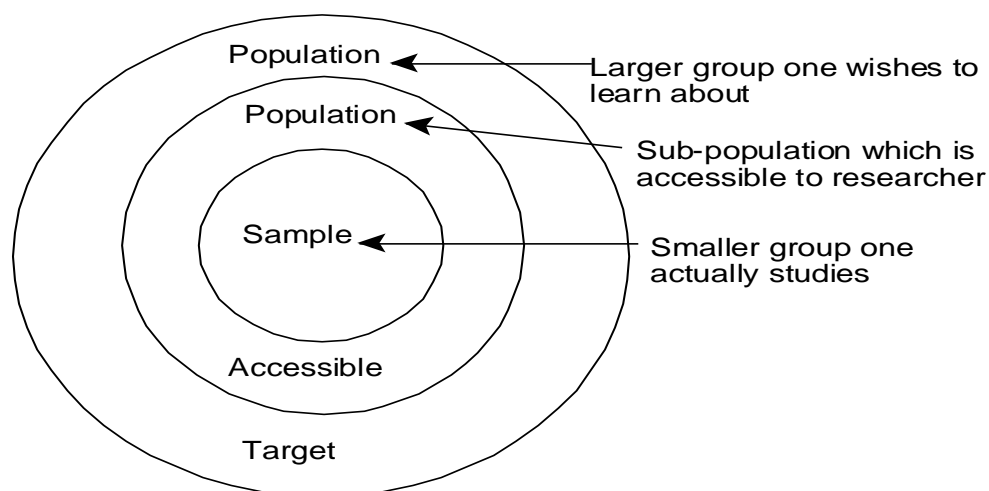 Population
Larger group one wishes to
learn about
Population
Sub-population which is
accessible to researcher
Sample
Smaller group one
actually studies
Accessible
Target